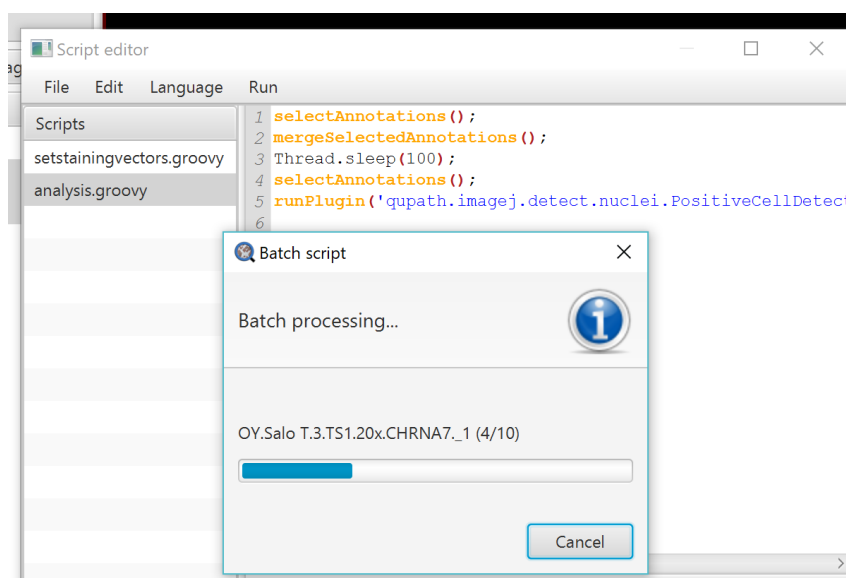 ag
Script editor
File Edit Language Run
Scripts
setstainingvectors.groovy
analysis.groovy
1 selectAnnotations();
2 mergeSelectedAnnotations();
3 Thread.sleep(100);
4 selectAnnotations();
5 runPlugin('qupath.imagej.detect.nuclei.PositiveCellDetect
6
Batch script
Batch processing...
OY.Salo T.3.TS1.20x.CHRNA7._1 (4/10)
Cancel